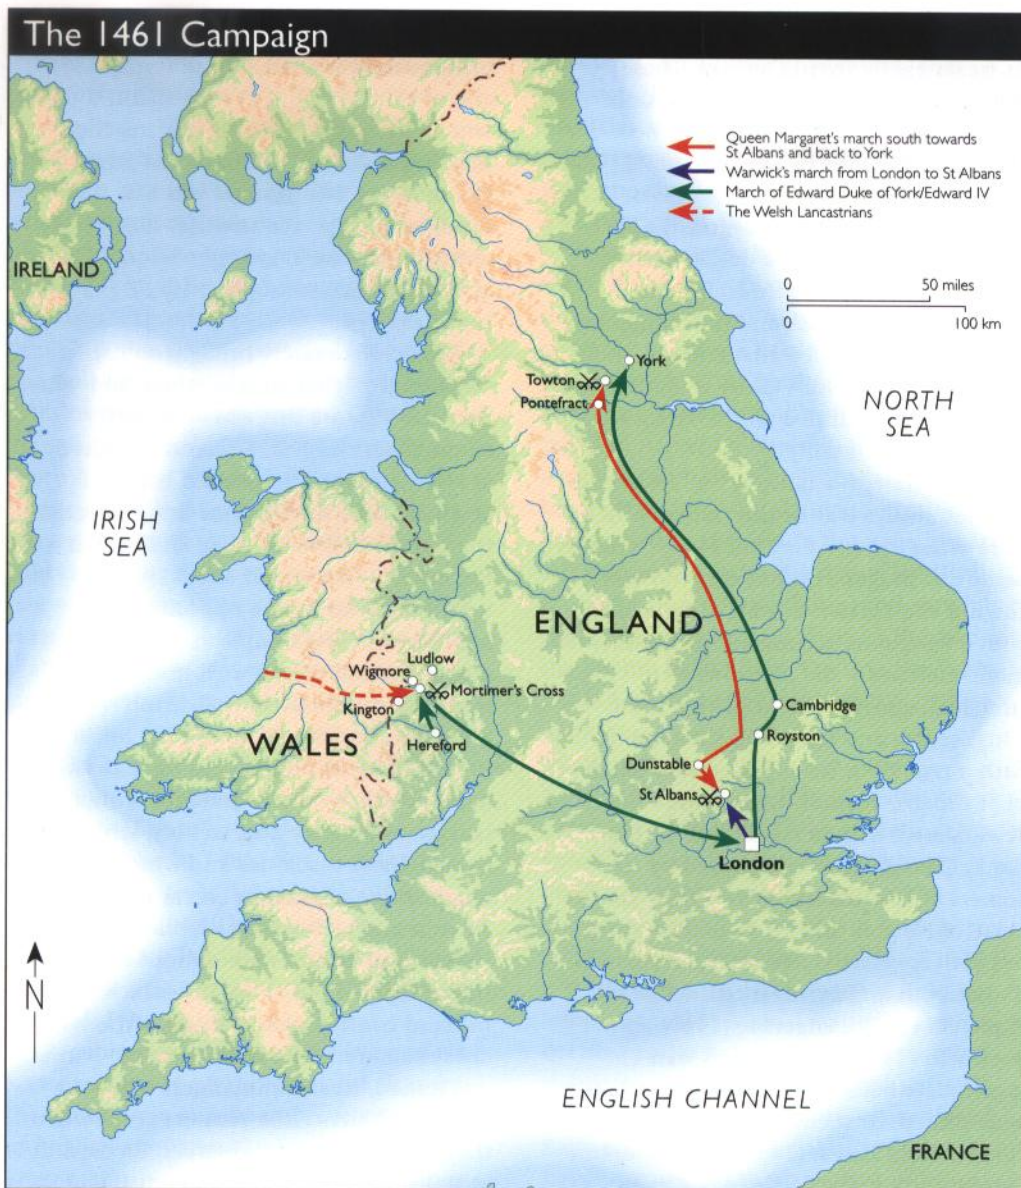 The 1461 Campaign
Queen Margaret's march south towards
St Albans and back to York
Warwick's march from London to St Albans
March of Edward Duke of York/Edward IV
The Welsh Lancastrians
IRELAND
0 50 miles
0 100 km
York
Towton
Pontefract
NORTH
SEA
IRISH
SEA
ENGLAND
Ludlow
Wigmore
Mortimer's Cross
Kington
Cambridge
Royston
WALES
Hereford
Dunstable
St Albans
London
N
ENGLISH CHANNEL
FRANCE